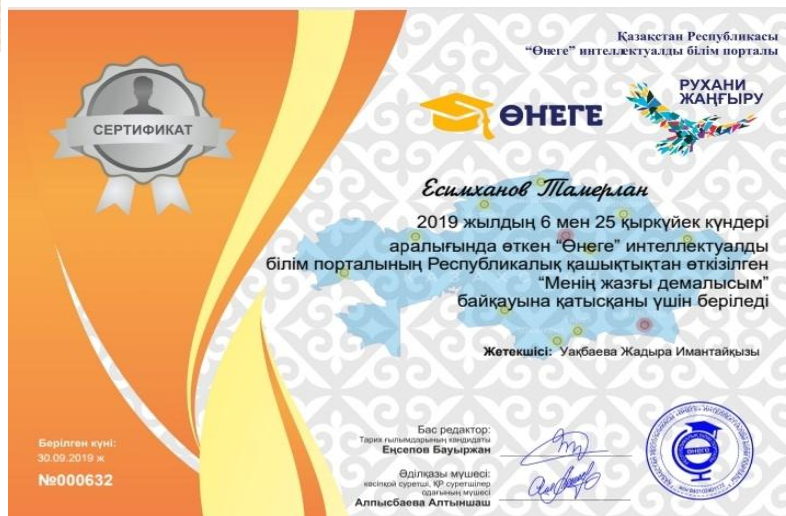 Қазақстан Республикасы
“Өнеге” интеллектуалды білім порталы
СЕРТИФИКАТ
ӨНЕГЕ
РУХАНИ
ЖАҢҒЫРУ
Есимханов Тамерлан
2019 жылдың 6 мен 25 қыркүйек күндері
аралығында өткен “Өнеге” интеллектуалды
білім порталының Республикалық қашықтықтан өткізілген
“Менің жазғы демалысым”
байқауына қатысқаны үшін беріледі
Жетекшісі: Уақбаева Жадыра Имантайқызы
Бас редактор:
Тарих ғылымдарының кандидаты
Еңсепов Бауыржан
Әділқазы мүшесі:
кәсіпқой суретші, ҚР суретшілер
одағының мүшесі
Алпысбаева Алтыншаш
Берілген күні:
30.09.2019 ж
№000632
ӨНЕГЕ